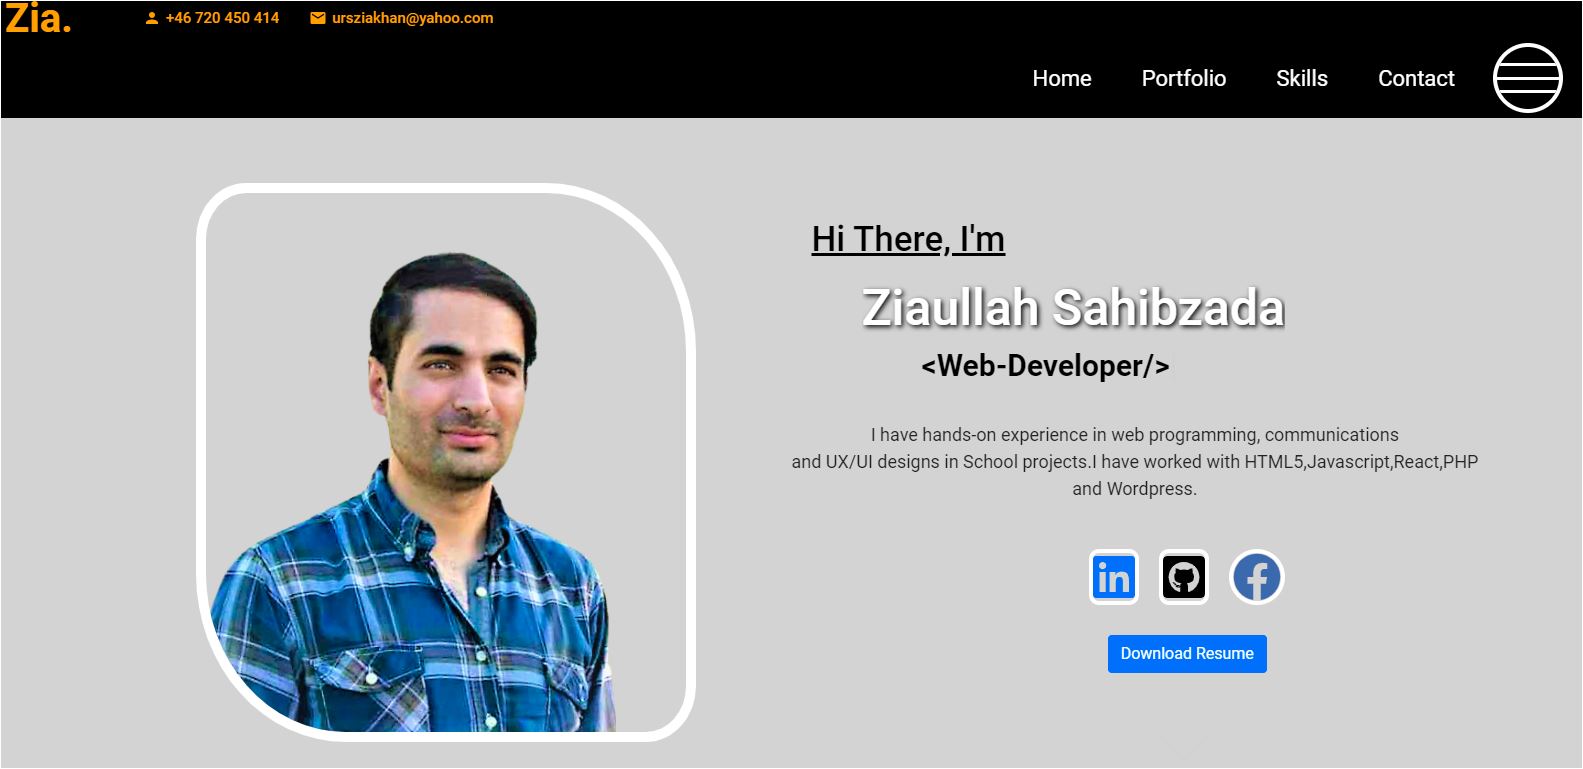 Zia.
+46 720 450 414
ursziakhan@yahoo.com
Home
Portfolio
Skills
Contact
Hi There, I'm
Ziaullah Sahibzada
<Web-Developer/>
I have hands-on experience in web programming, communications
and UX/UI designs in School projects.I have worked with HTML5,Javascript,React,PHP
and Wordpress.
in
Download Resume